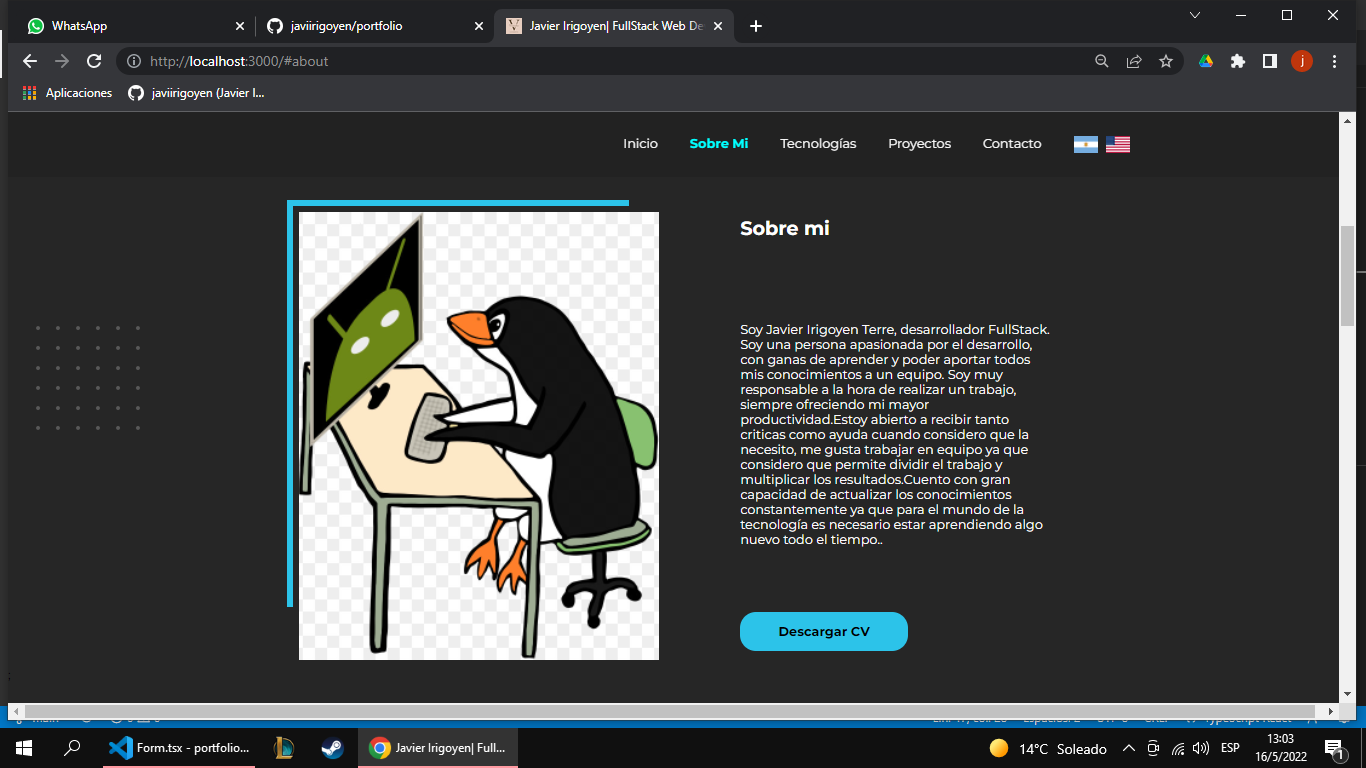 WhatsApp
javiirigoyen/portfolio
Javier Irigoyen| FullStack Web De
http://localhost:3000/#about
j
Aplicaciones
javiirigoyen (Javier I...
Inicio
Sobre Mi
Tecnologías
Proyectos
Contacto
Sobre mi
Soy Javier Irigoyen Terre, desarrollador FullStack.
Soy una persona apasionada por el desarrollo,
con ganas de aprender y poder aportar todos
mis conocimientos a un equipo. Soy muy
responsable a la hora de realizar un trabajo,
siempre ofreciendo mi mayor
productividad.Estoy abierto a recibir tanto
criticas como ayuda cuando considero que la
necesito, me gusta trabajar en equipo ya que
considero que permite dividir el trabajo y
multiplicar los resultados.Cuento con gran
capacidad de actualizar los conocimientos
constantemente ya que para el mundo de la
tecnología es necesario estar aprendiendo algo
nuevo todo el tiempo..
Descargar CV
Form.tsx - portfolio...
Javier Irigoyen| Full...
14°C Soleado
ESP
13:03
16/5/2022
1